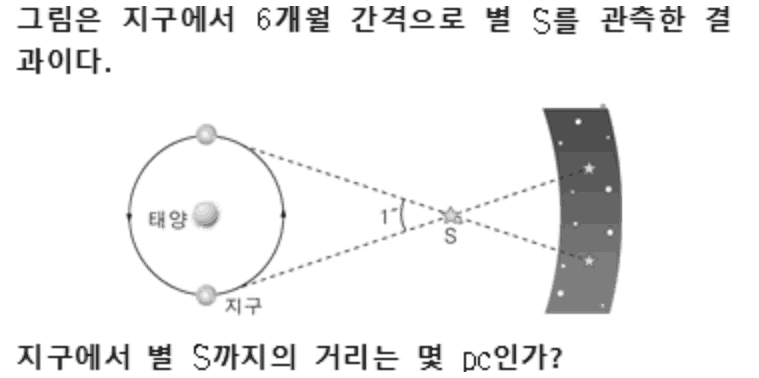 그림은 지구에서 6개월 간격으로 별 S를 관측한 결
과이다.
태양
1″
S
지구
지구에서 별 S까지의 거리는 몇 pc인가?